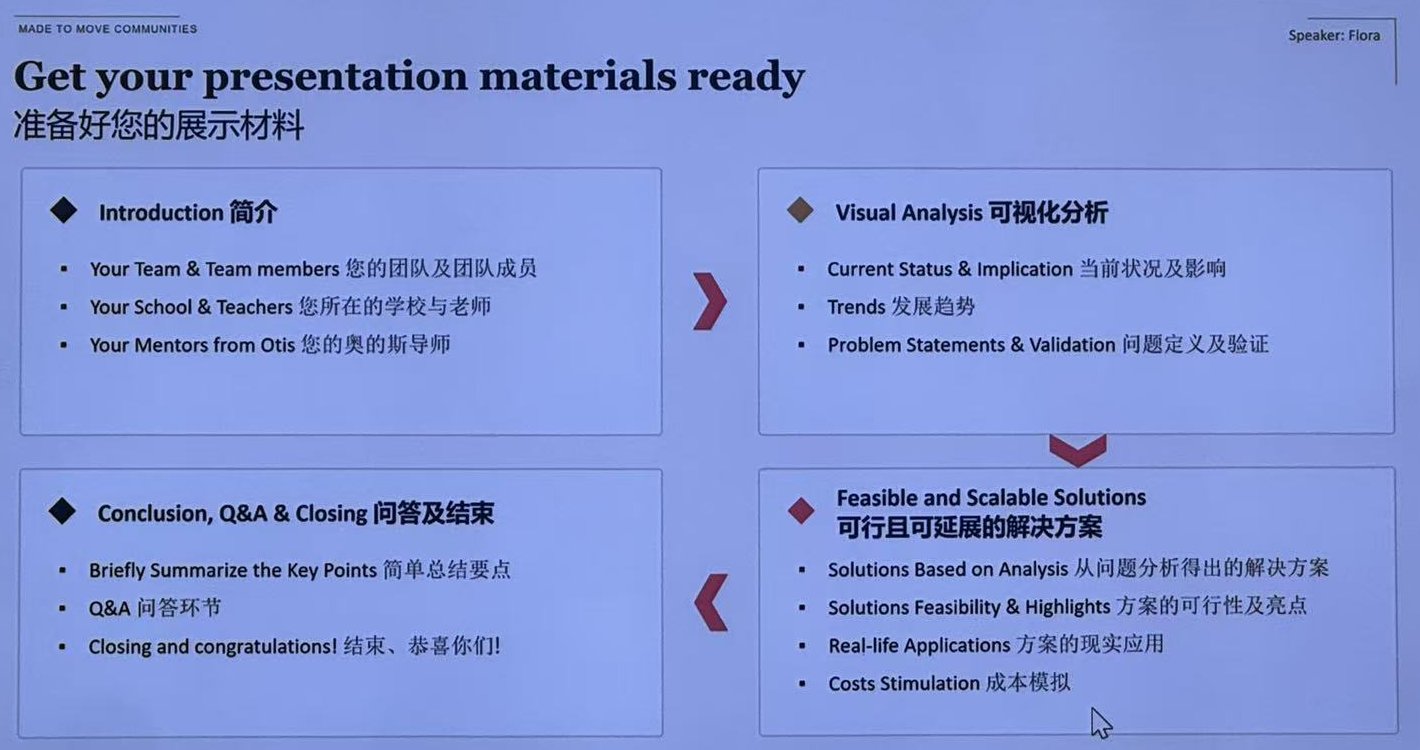 MADE TO MOVE COMMUNITIES
Speaker: Flora
Get your presentation materials ready
准备好您的展示材料
Introduction 简介
▪ Your Team & Team members 您的团队及团队成员
▪ Your School & Teachers 您所在的学校与老师
▪ Your Mentors from Otis 您的奥的斯导师
Visual Analysis 可视化分析
▪ Current Status & Implication 当前状况及影响
▪ Trends 发展趋势
▪ Problem Statements & Validation 问题定义及验证
Feasible and Scalable Solutions
可行且可延展的解决方案
▪ Solutions Based on Analysis 从问题分析得出的解决方案
▪ Solutions Feasibility & Highlights 方案的可行性及亮点
▪ Real-life Applications 方案的现实应用
▪ Costs Stimulation 成本模拟
Conclusion, Q&A & Closing 问答及结束
▪ Briefly Summarize the Key Points 简单总结要点
▪ Q&A 问答环节
▪ Closing and congratulations! 结束、恭喜你们!